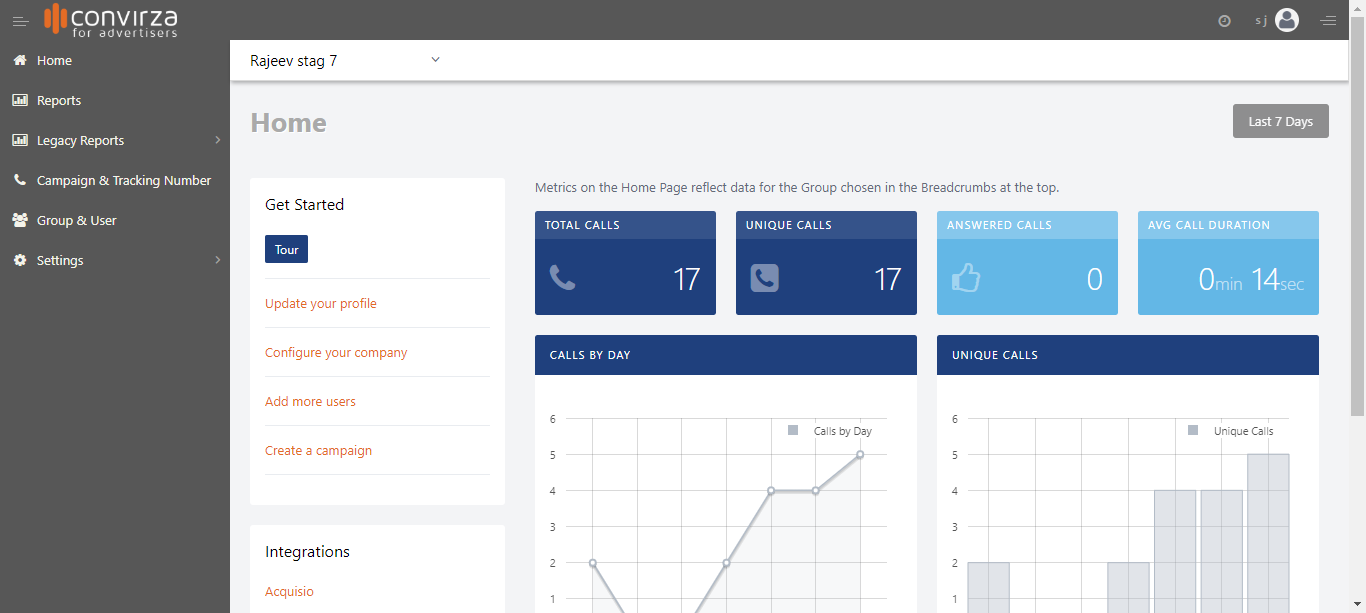 convirza
for advertisers
s j
Home
Reports
Legacy Reports
Campaign & Tracking Number
Group & User
Settings
Rajeev stag 7
Home
Last 7 Days
Get Started
Tour
Update your profile
Configure your company
Add more users
Create a campaign
Integrations
Acquisio
Metrics on the Home Page reflect data for the Group chosen in the Breadcrumbs at the top.
TOTAL CALLS
17
UNIQUE CALLS
17
ANSWERED CALLS
0
AVG CALL DURATION
0min 14sec
CALLS BY DAY
Calls by Day
6
5
4
3
2
1
UNIQUE CALLS
Unique Calls
6
5
4
3
2
1